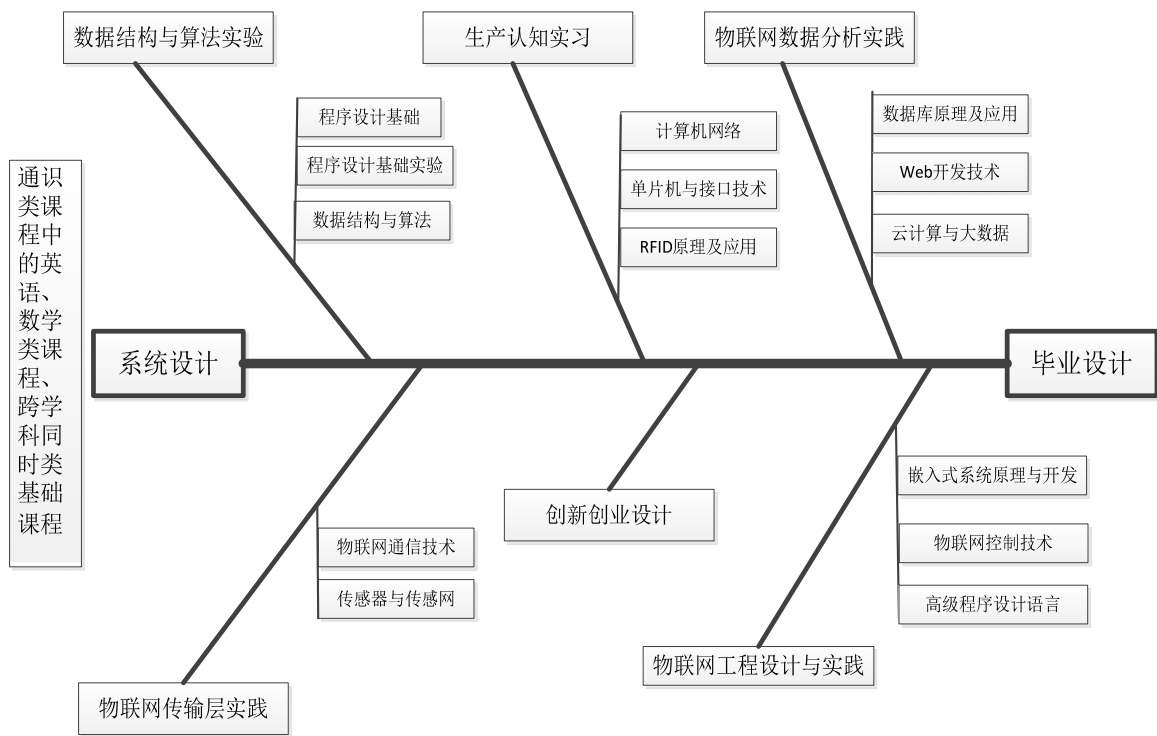 数据结构与算法实验
生产认知实习
物联网数据分析实践
程序设计基础
程序设计基础实验
数据结构与算法
计算机网络
单片机与接口技术
RFID原理及应用
数据库原理及应用
Web开发技术
云计算与大数据
通识
类课
程中
的英
语、
数学
类课
程、
跨学
科同
时类
基础
课程
系统设计
毕业设计
物联网通信技术
传感器与传感网
创新创业设计
嵌入式系统原理与开发
物联网控制技术
高级程序设计语言
物联网传输层实践
物联网工程设计与实践